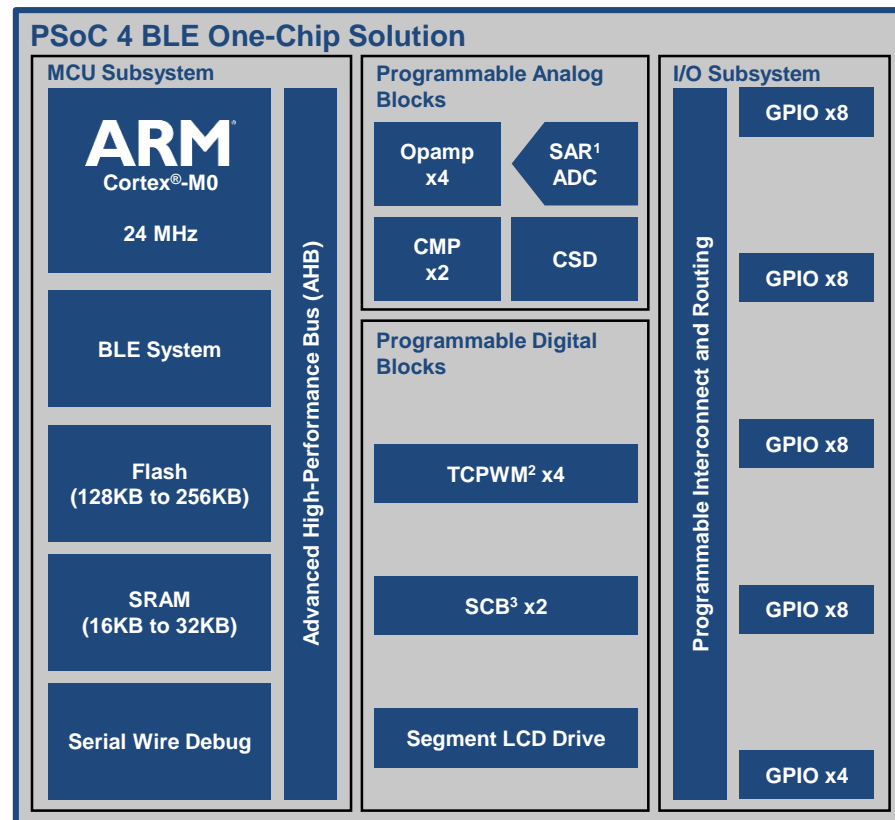 PSoC 4 BLE One-Chip Solution
MCU Subsystem
ARM®
Cortex®-M0
24 MHz
BLE System
Flash
(128KB to 256KB)
SRAM
(16KB to 32KB)
Serial Wire Debug
Advanced High-Performance Bus (AHB)
Programmable Analog
Blocks
Opamp
x4
SAR¹
ADC
CMP
x2
CSD
Programmable Digital
Blocks
TCPWM² x4
SCB³ x2
Segment LCD Drive
I/O Subsystem
Programmable Interconnect and Routing
GPIO x8
GPIO x8
GPIO x8
GPIO x8
GPIO x4